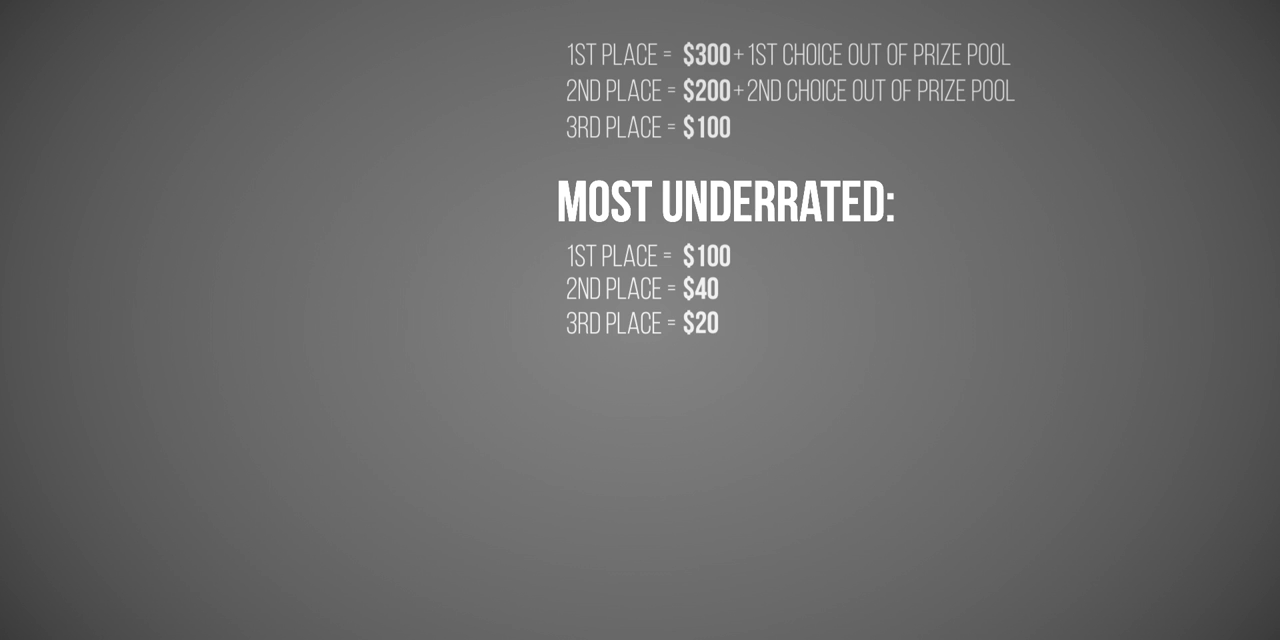 1ST PLACE = $300 + 1ST CHOICE OUT OF PRIZE POOL
2ND PLACE = $200 + 2ND CHOICE OUT OF PRIZE POOL
3RD PLACE = $100
MOST UNDERRATED:
1ST PLACE = $100
2ND PLACE = $40
3RD PLACE = $20